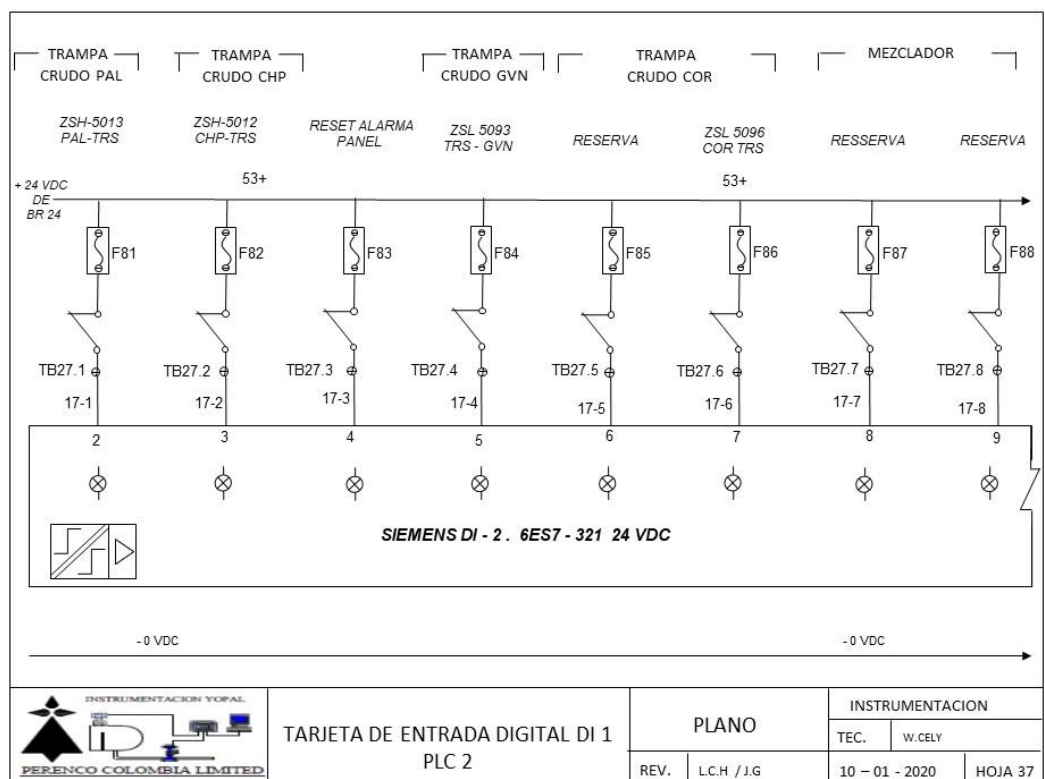 TRAMPA
CRUDO PAL
TRAMPA
CRUDO CHP
TRAMPA
CRUDO GVN
TRAMPA
CRUDO COR
MEZCLADOR
ZSH-5013
PAL-TRS
ZSH-5012
CHP-TRS
RESET ALARMA
PANEL
ZSL 5093
TRS - GVN
RESERVA
ZSL 5096
COR TRS
RESSERVA
RESERVA
+ 24 VDC
DE
BR 24
53+
53+
F81
F82
F83
F84
F85
F86
F87
F88
TB27.1
TB27.2
TB27.3
TB27.4
TB27.5
TB27.6
TB27.7
TB27.8
17-1
17-2
17-3
17-4
17-5
17-6
17-7
17-8
2
3
4
5
6
7
8
9
SIEMENS DI - 2 . 6ES7 - 321 24 VDC
- 0 VDC
- 0 VDC
INSTRUMENTACION YOPAL
PERENCO COLOMBIA LIMITED
TARJETA DE ENTRADA DIGITAL DI 1
PLC 2
PLANO
REV.
L.C.H / J.G
INSTRUMENTACION
TEC.
W.CELY
10 – 01 - 2020
HOJA 37